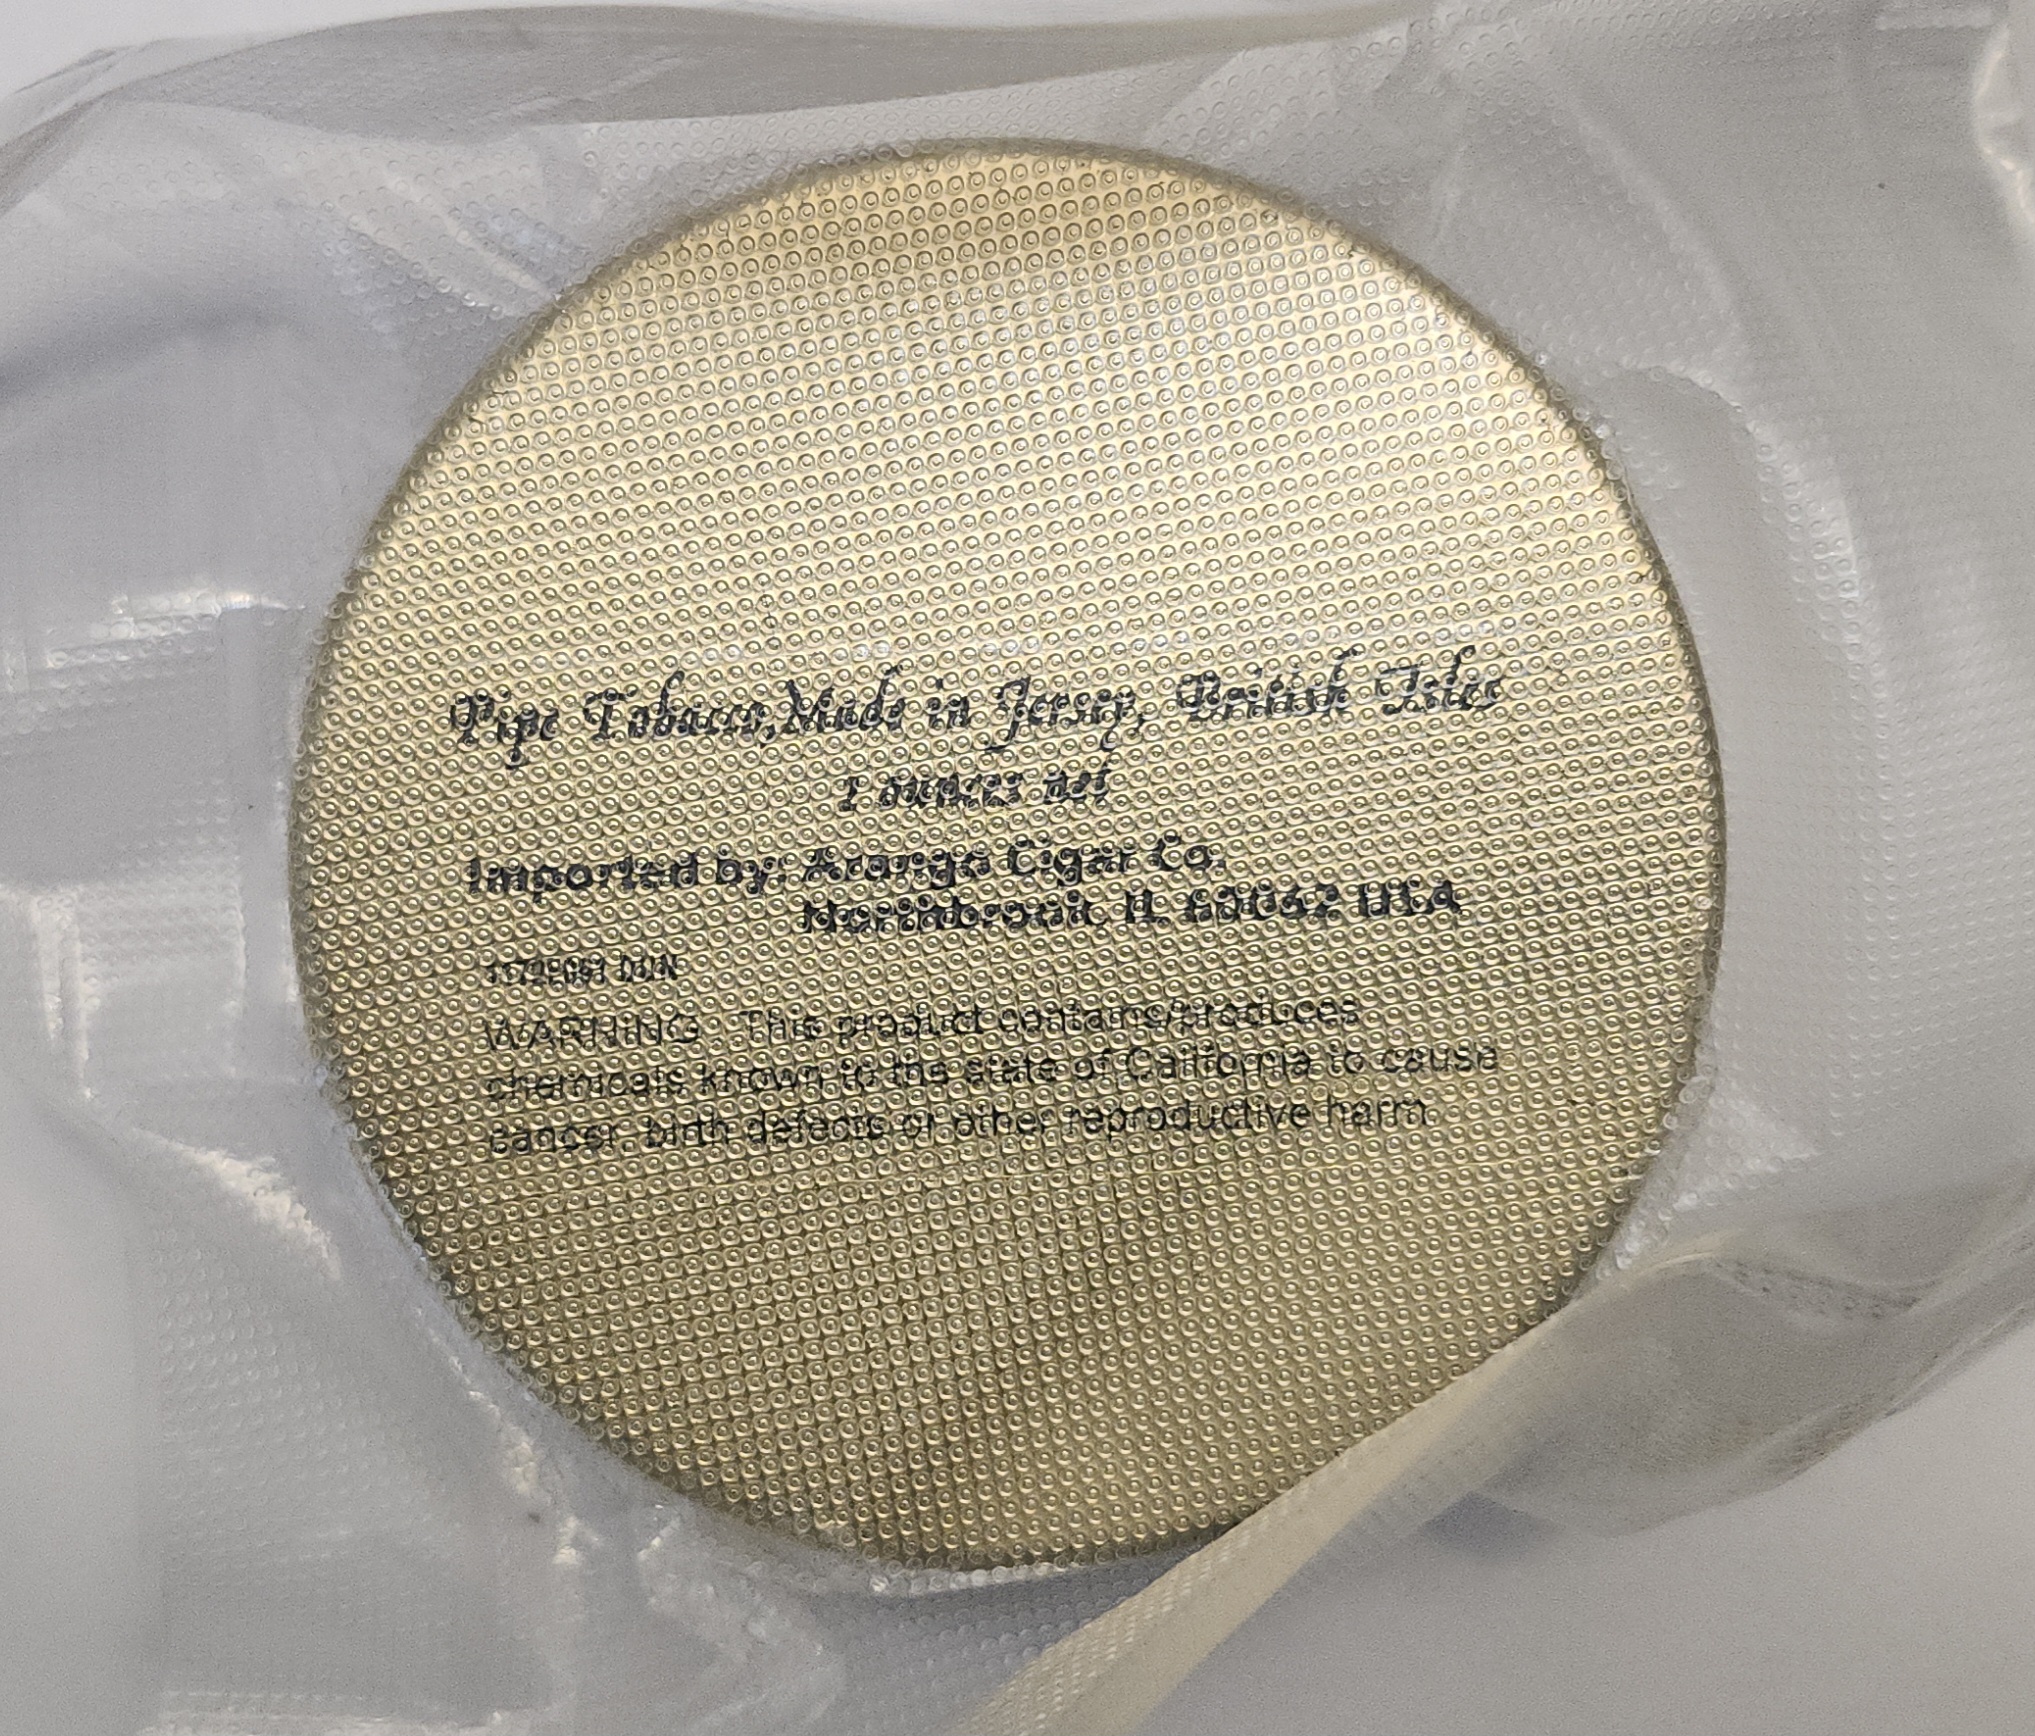 Pipe Tobacco, Made in Jersey, British Isles
ounces net
Imported by: Arango Cigar Co.
Northbrook, IL 60062 USA
WARNING : This product contains/produces
chemicals known to the state of California to cause
cancer, birth defects or other reproductive harm